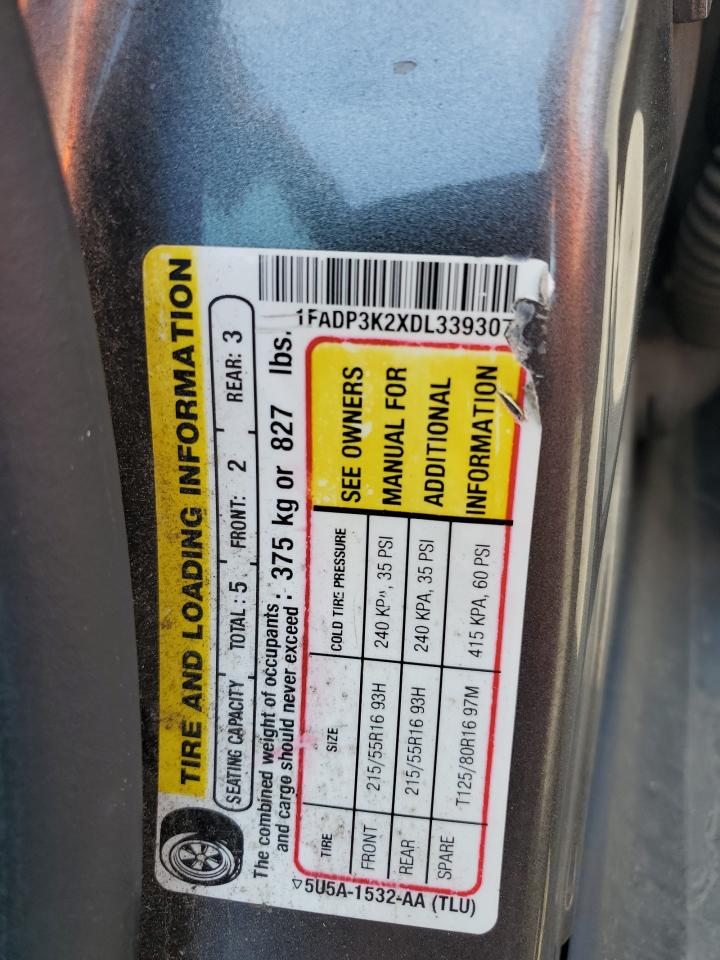 TIRE AND LOADING INFORMATION
SEATING CAPACITY TOTAL : 5 FRONT: 2 REAR: 3
The combined weight of occupants
and cargo should never exceed : 375 kg or 827 lbs.
1FADP3K2XDL339307
TIRE SIZE COLD TIRE PRESSURE
FRONT 215/55R16 93H 240 KPA, 35 PSI
REAR 215/55R16 93H 240 KPA, 35 PSI
SPARE T125/80R16 97M 415 KPA, 60 PSI
SEE OWNERS
MANUAL FOR
ADDITIONAL
INFORMATION
5U5A-1532-AA (TLU)